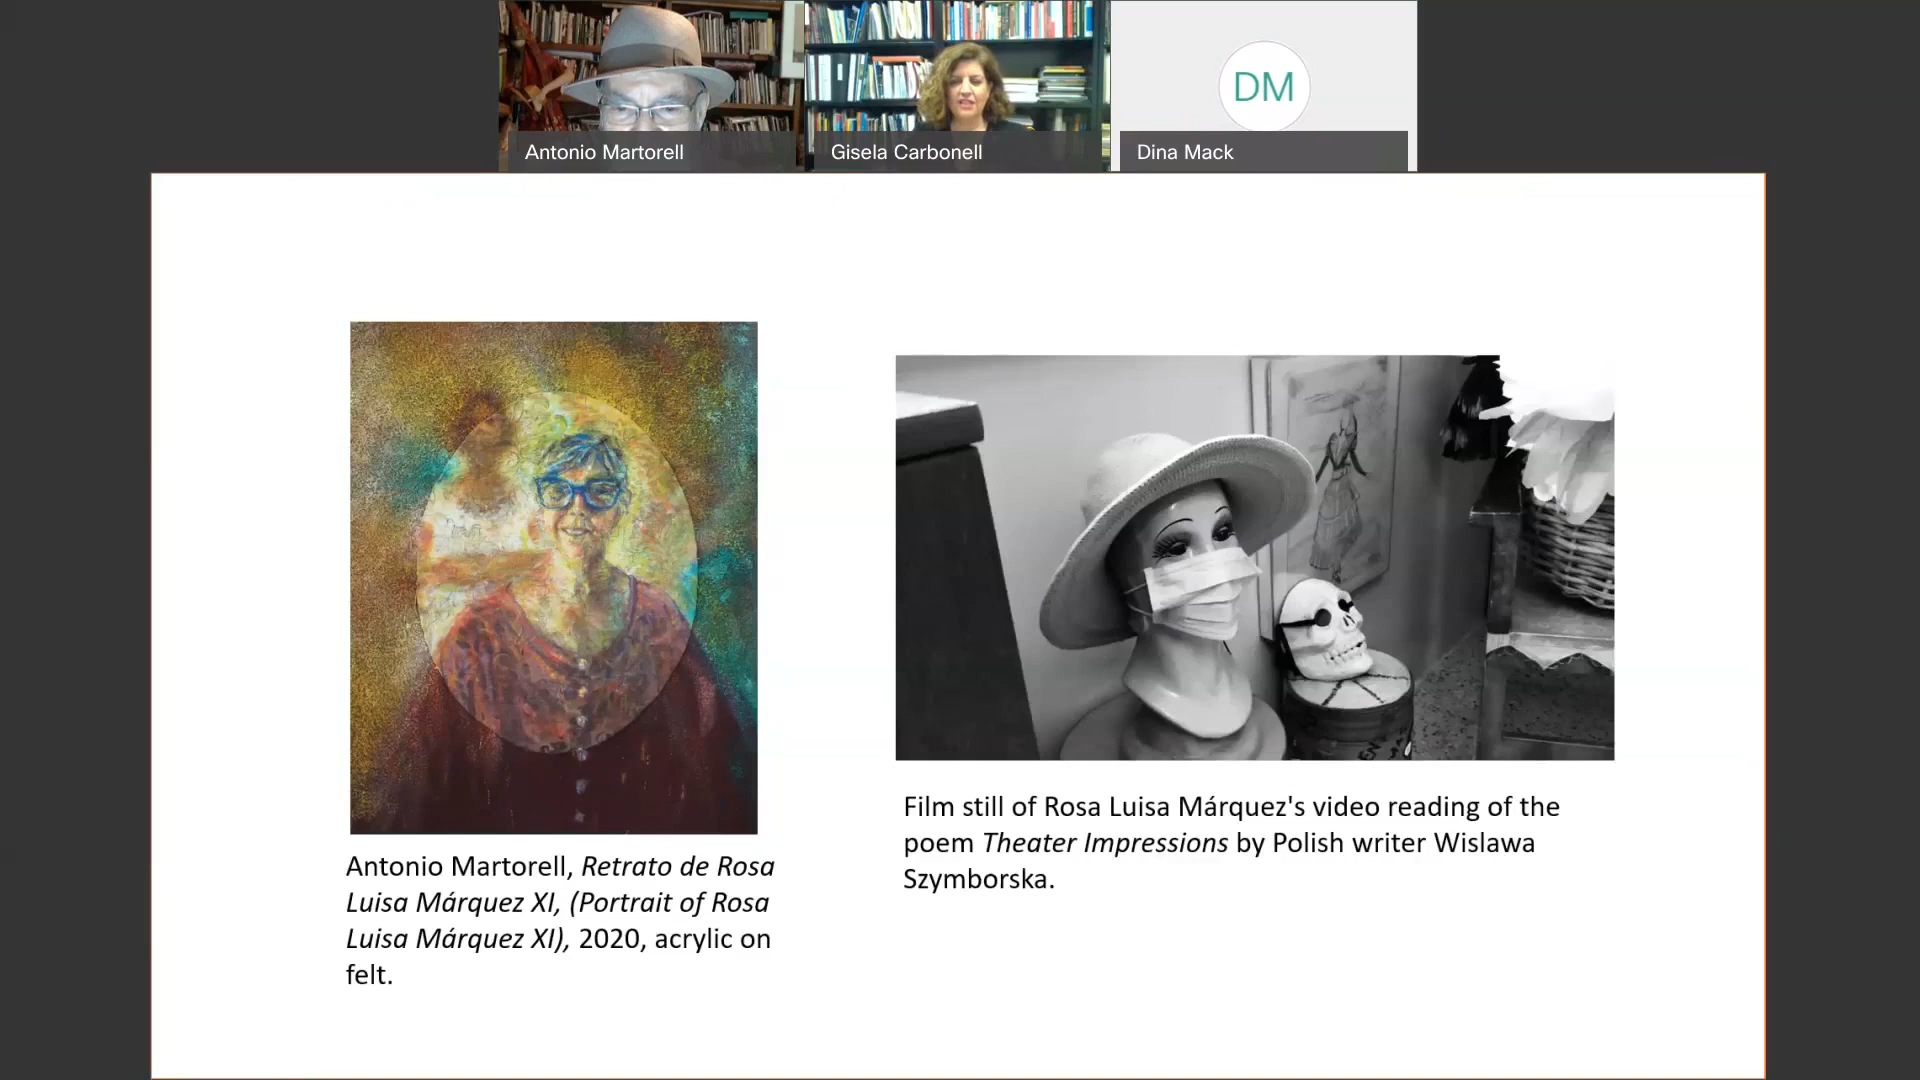 Antonio Martorell
Gisela Carbonell
DM
Dina Mack
Antonio Martorell, Retrato de Rosa
Luisa Márquez XI, (Portrait of Rosa
Luisa Márquez XI), 2020, acrylic on
felt.
Film still of Rosa Luisa Márquez's video reading of the
poem Theater Impressions by Polish writer Wislawa
Szymborska.